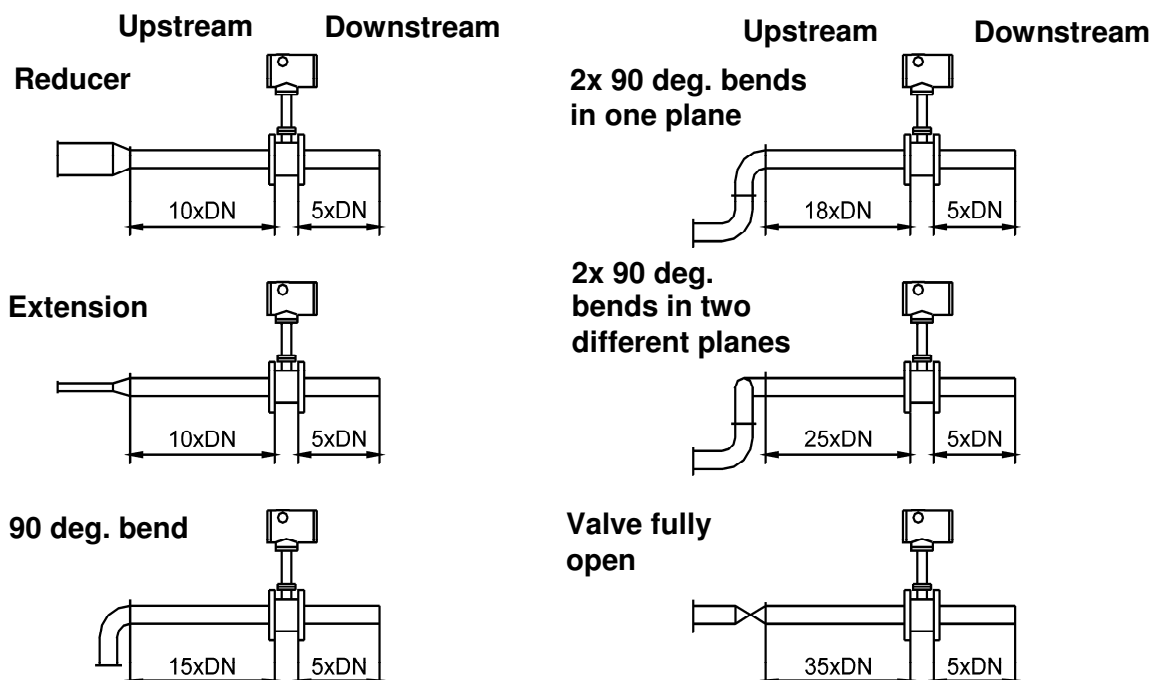 Upstream Downstream
Reducer
10xDN 5xDN
Extension
10xDN 5xDN
90 deg. bend
15xDN 5xDN
Upstream Downstream
2x 90 deg. bends
in one plane
18xDN 5xDN
2x 90 deg.
bends in two
different planes
25xDN 5xDN
Valve fully
open
35xDN 5xDN